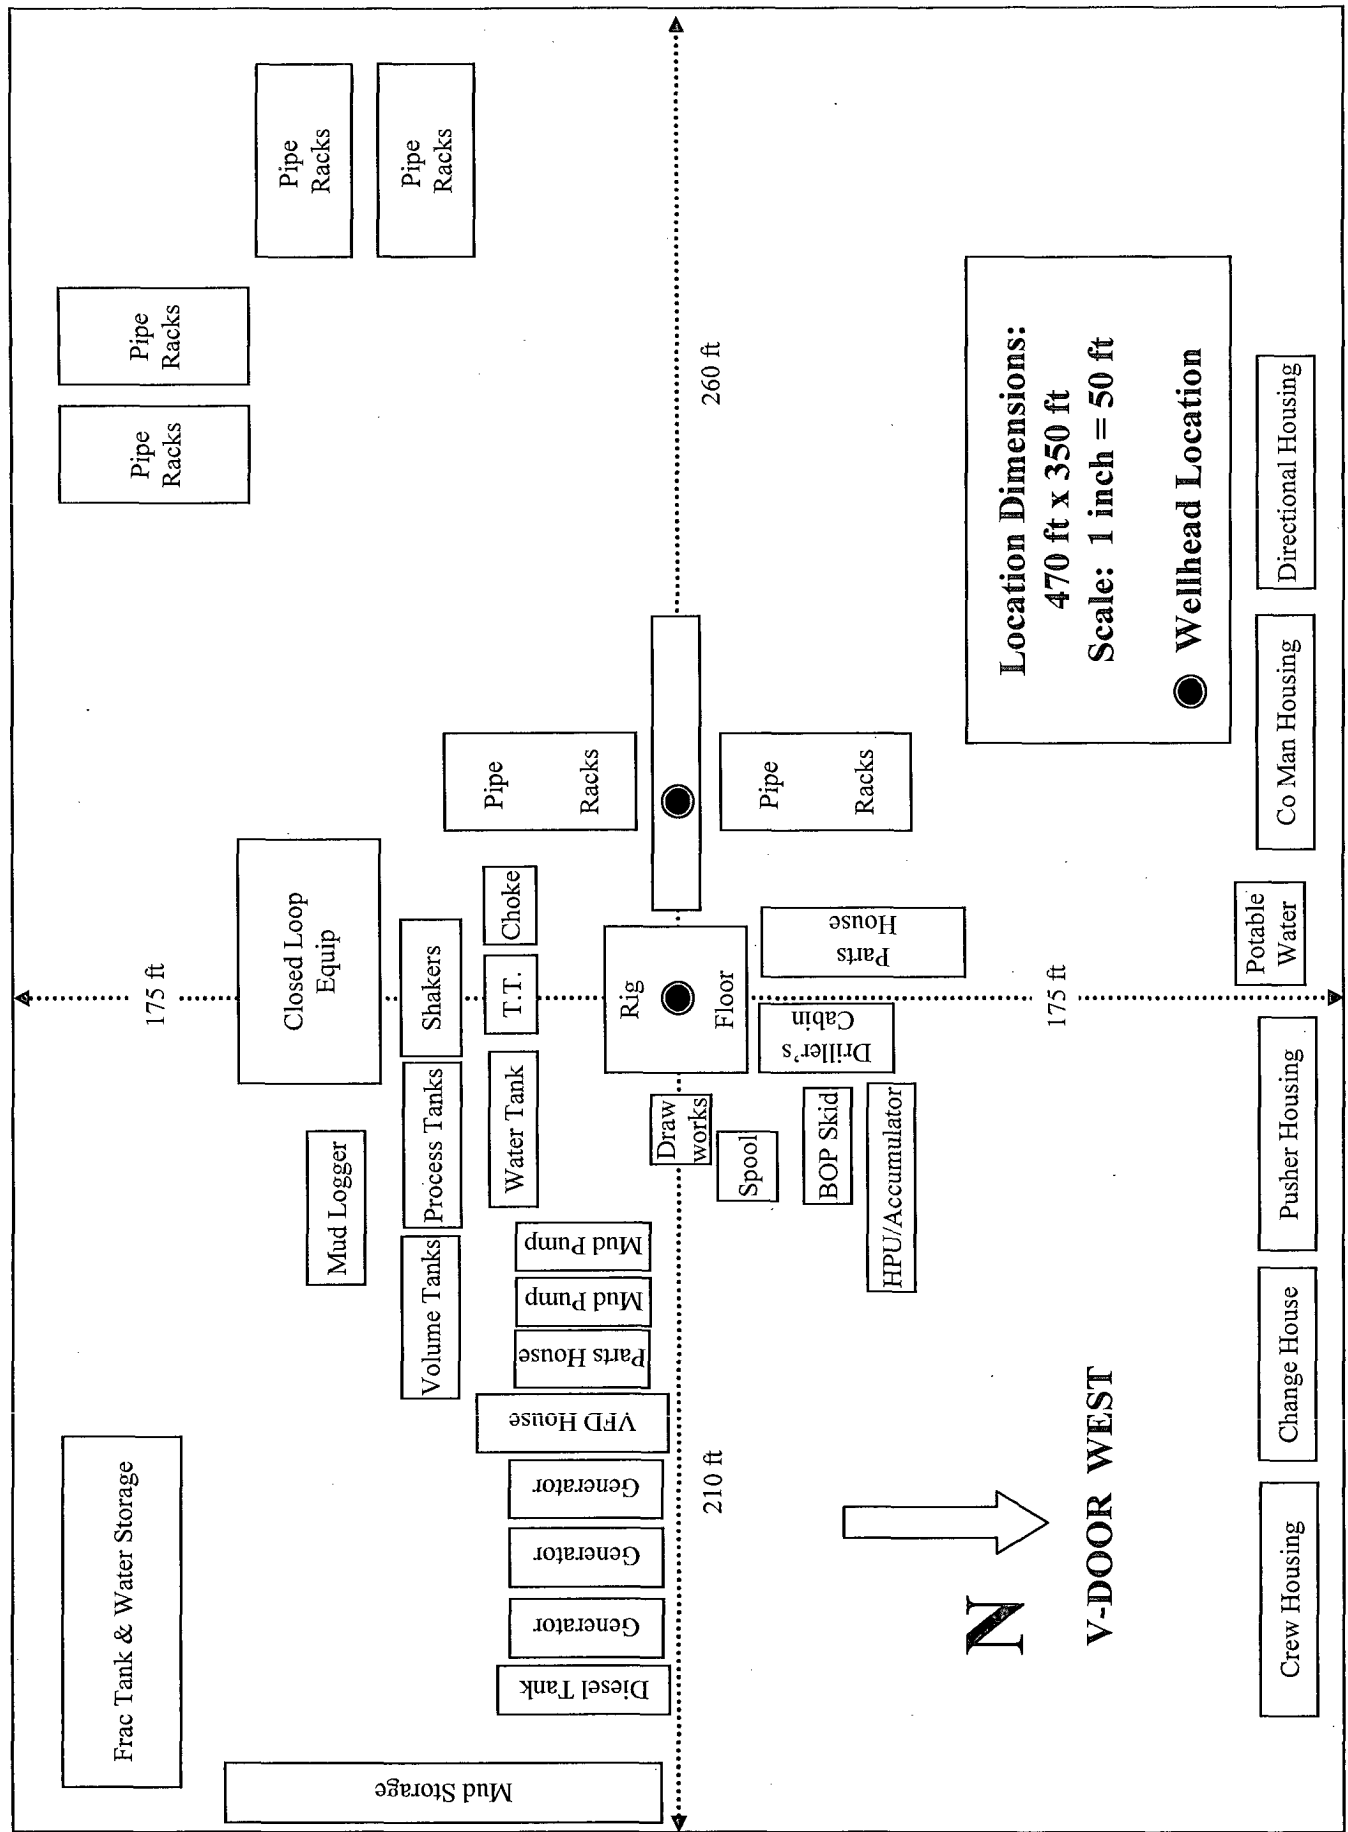 Frac Tank & Water Storage
Mud Storage
Diesel Tank
Generator
Generator
Generator
VFD House
Parts House
Mud Pump
Mud Pump
Volume Tanks
Mud Logger
Process Tanks
Water Tank
Shakers
T.T.
Choke
Closed Loop
Equip
175 ft
Pipe
Racks
Pipe
Racks
Pipe
Racks
Pipe
Racks
Pipe
Racks
Pipe
Racks
Rig
Floor
Draw
works
Spool
BOP Skid
HPU/Accumulator
Driller's
Cabin
Parts
House
210 ft
260 ft
175 ft
N
V-DOOR WEST
Location Dimensions:
470 ft x 350 ft
Scale: 1 inch = 50 ft
Wellhead Location
Crew Housing
Change House
Pusher Housing
Potable
Water
Co Man Housing
Directional Housing